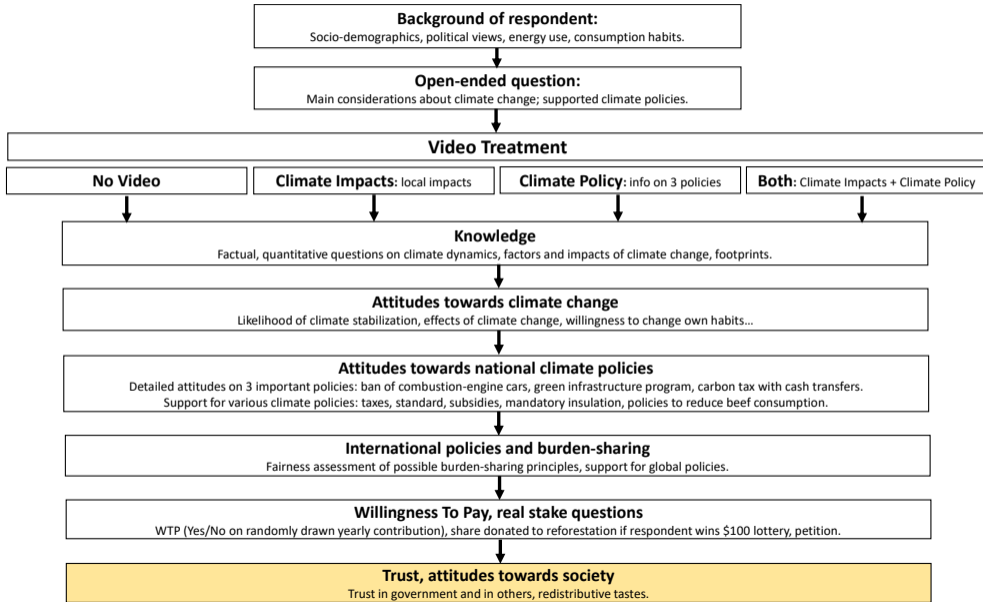 Background of respondent:
Socio-demographics, political views, energy use, consumption habits.
Open-ended question:
Main considerations about climate change; supported climate policies.
Video Treatment
No Video
Climate Impacts: local impacts
Climate Policy: info on 3 policies
Both: Climate Impacts + Climate Policy
Knowledge
Factual, quantitative questions on climate dynamics, factors and impacts of climate change, footprints.
Attitudes towards climate change
Likelihood of climate stabilization, effects of climate change, willingness to change own habits...
Attitudes towards national climate policies
Detailed attitudes on 3 important policies: ban of combustion-engine cars, green infrastructure program, carbon tax with cash transfers.
Support for various climate policies: taxes, standard, subsidies, mandatory insulation, policies to reduce beef consumption.
International policies and burden-sharing
Fairness assessment of possible burden-sharing principles, support for global policies.
Willingness To Pay, real stake questions
WTP (Yes/No on randomly drawn yearly contribution), share donated to reforestation if respondent wins $100 lottery, petition.
Trust, attitudes towards society
Trust in government and in others, redistributive tastes.